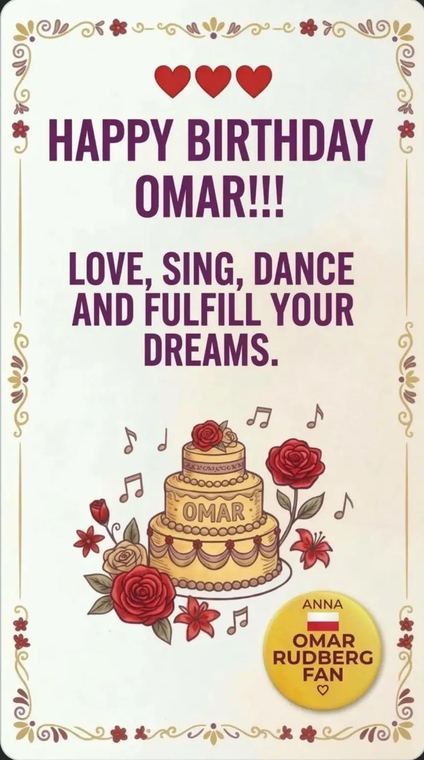 HAPPY BIRTHDAY
OMAR!!!
LOVE, SING, DANCE
AND FULFILL YOUR
DREAMS.
OMAR
ANNA
OMAR
RUDBERG
FAN